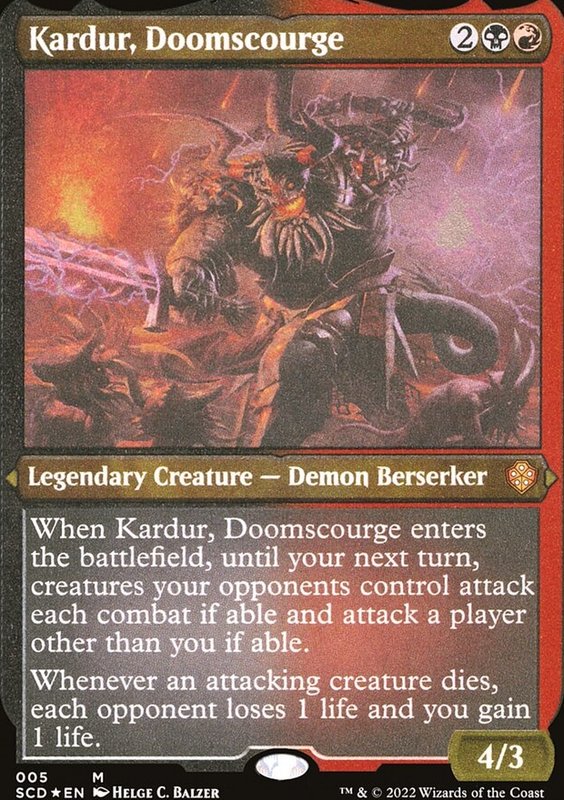 Kardur, Doomscourge 2
Legendary Creature — Demon Berserker
When Kardur, Doomscourge enters
the battlefield, until your next turn,
creatures your opponents control attack
each combat if able and attack a player
other than you if able.
Whenever an attacking creature dies,
each opponent loses 1 life and you gain
1 life.
4/3
005 M
SCD★EN Helge C. Balzer ™ & © 2022 Wizards of the Coast